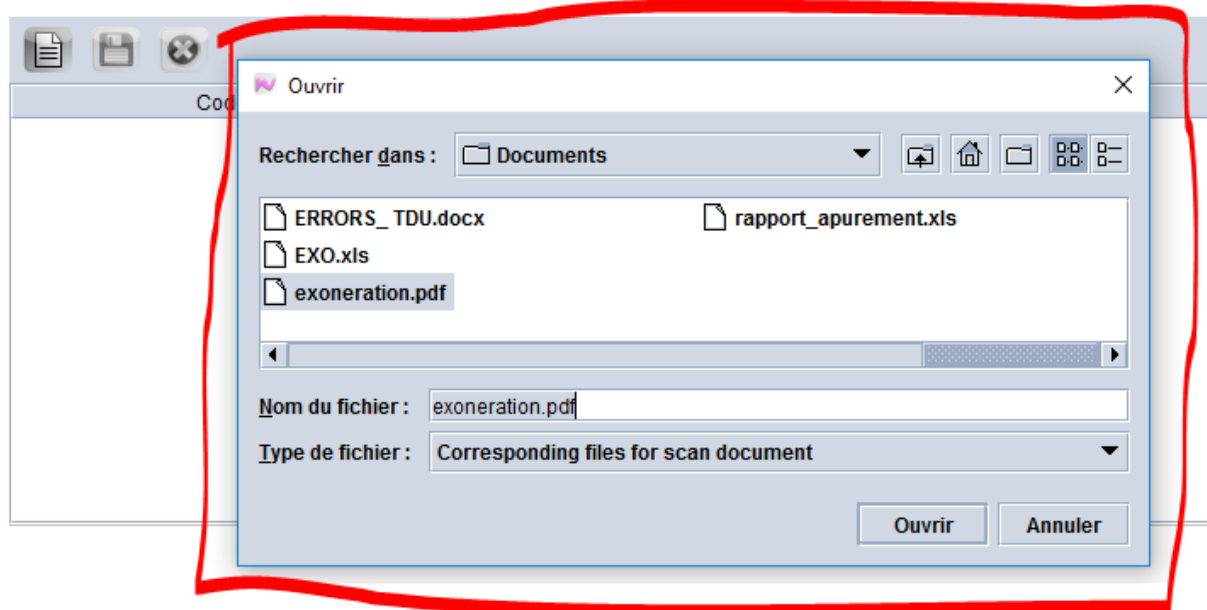 Ouvrir
Cod
Rechercher dans : Documents
ERRORS_ TDU.docx rapport_apurement.xls
EXO.xls
exoneration.pdf
Nom du fichier : exoneration.pdf
Type de fichier : Corresponding files for scan document
Ouvrir Annuler